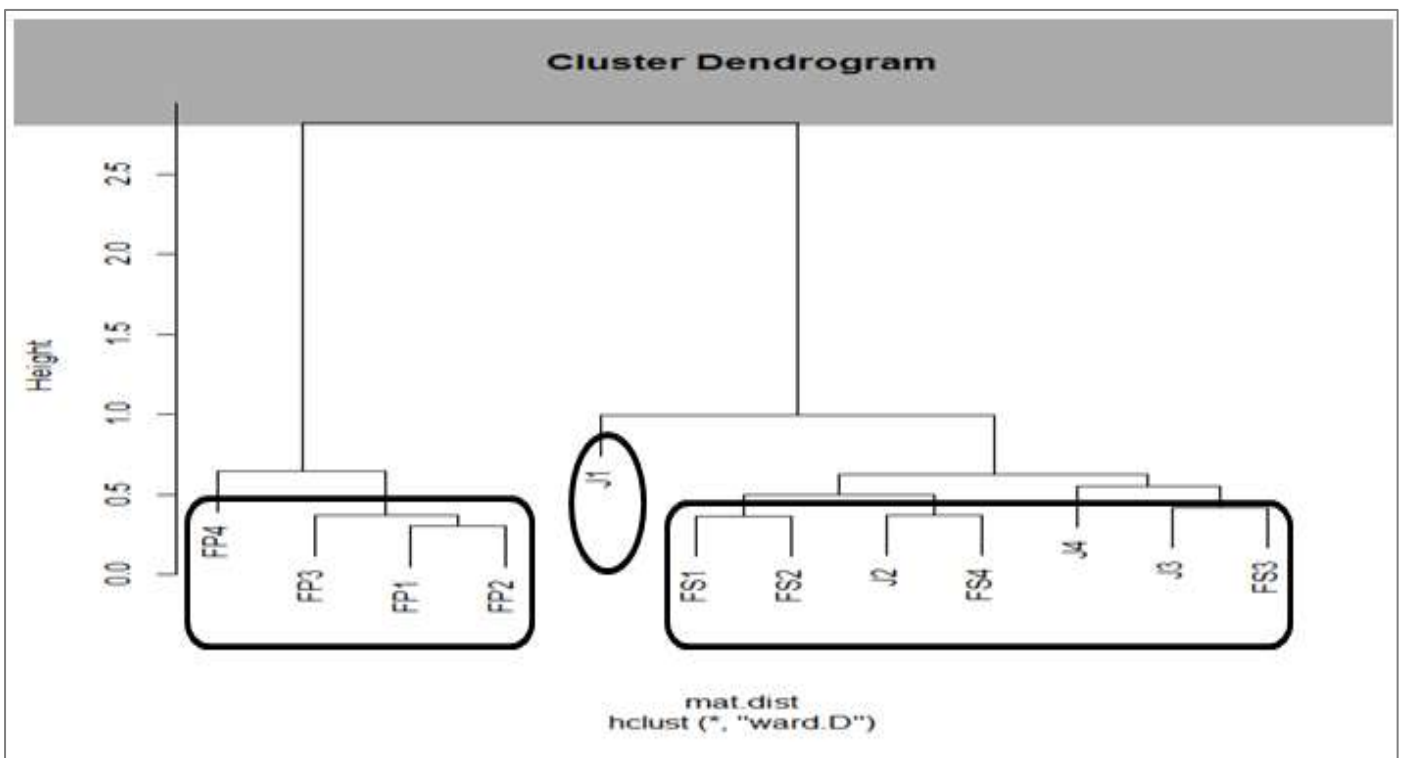 Cluster Dendrogram
Height
2.5
2.0
1.5
1.0
0.5
0.0
FP4
FP3
FP1
FP2
J1
FS1
FS2
J2
FS4
J4
J3
FS3
mat.dist
hclust (*, "ward.D")